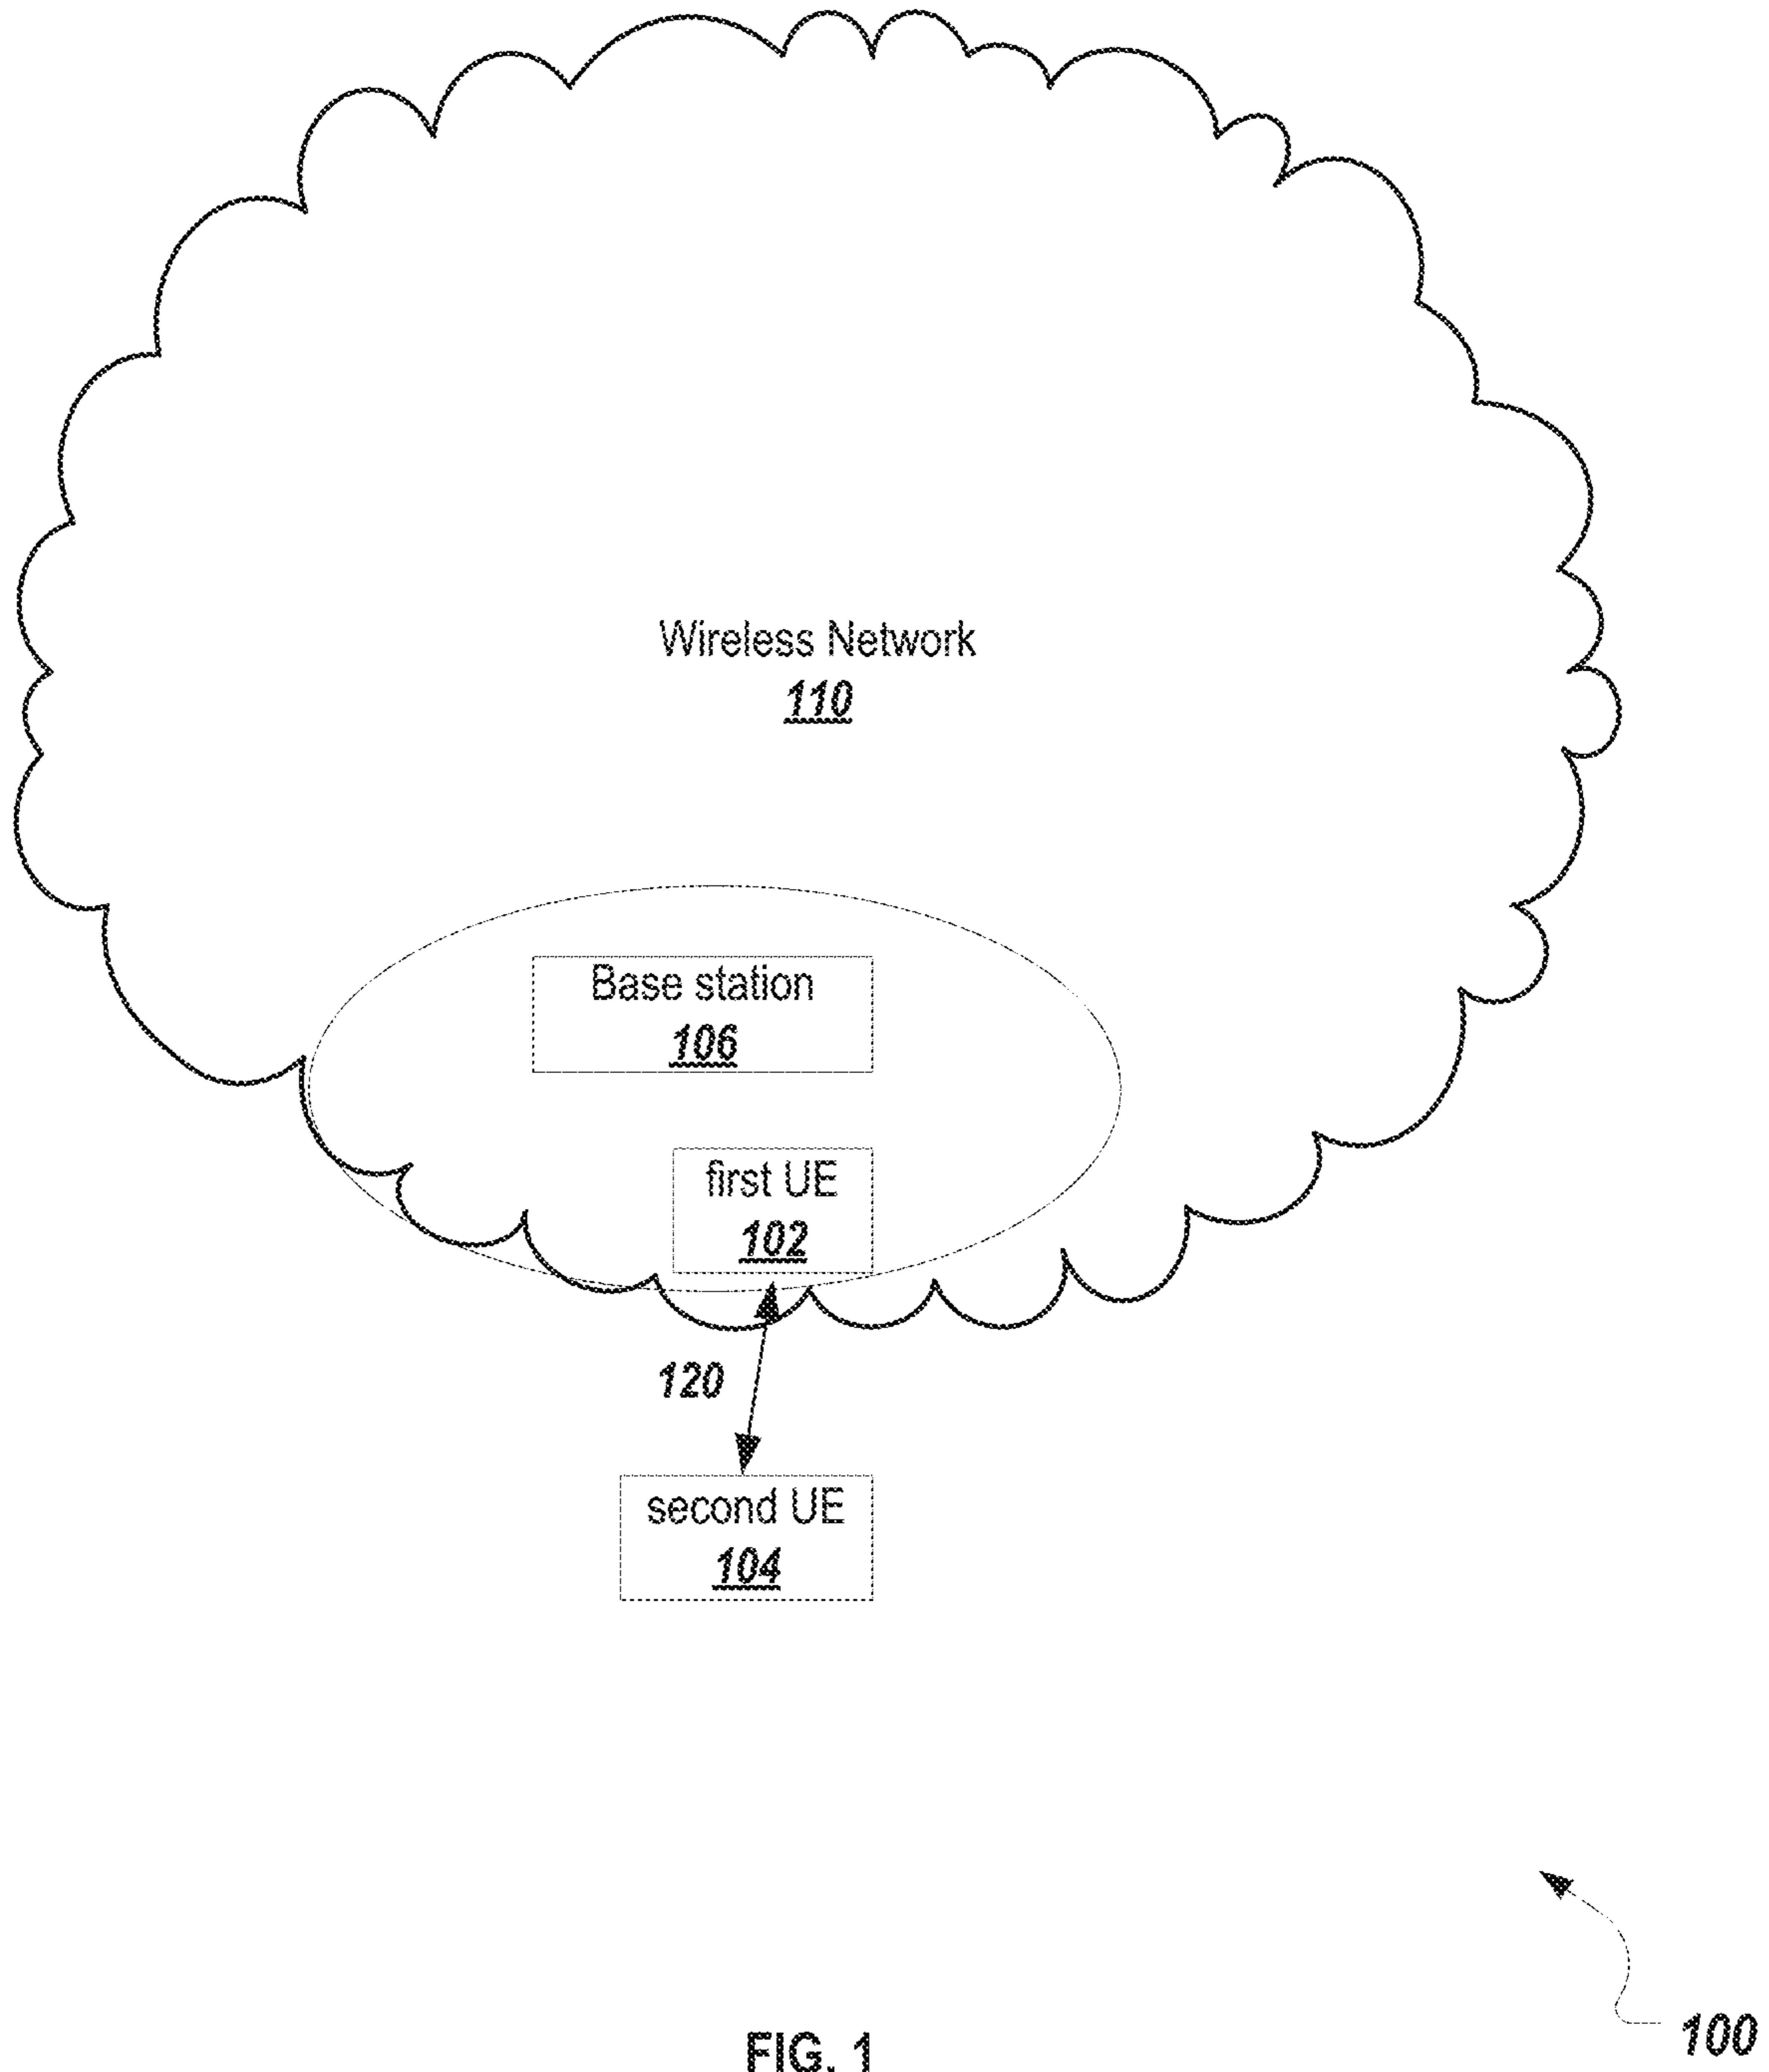 Wireless Network
110
Base station
106
first UE
102
120
second UE
104
100
FIG. 1